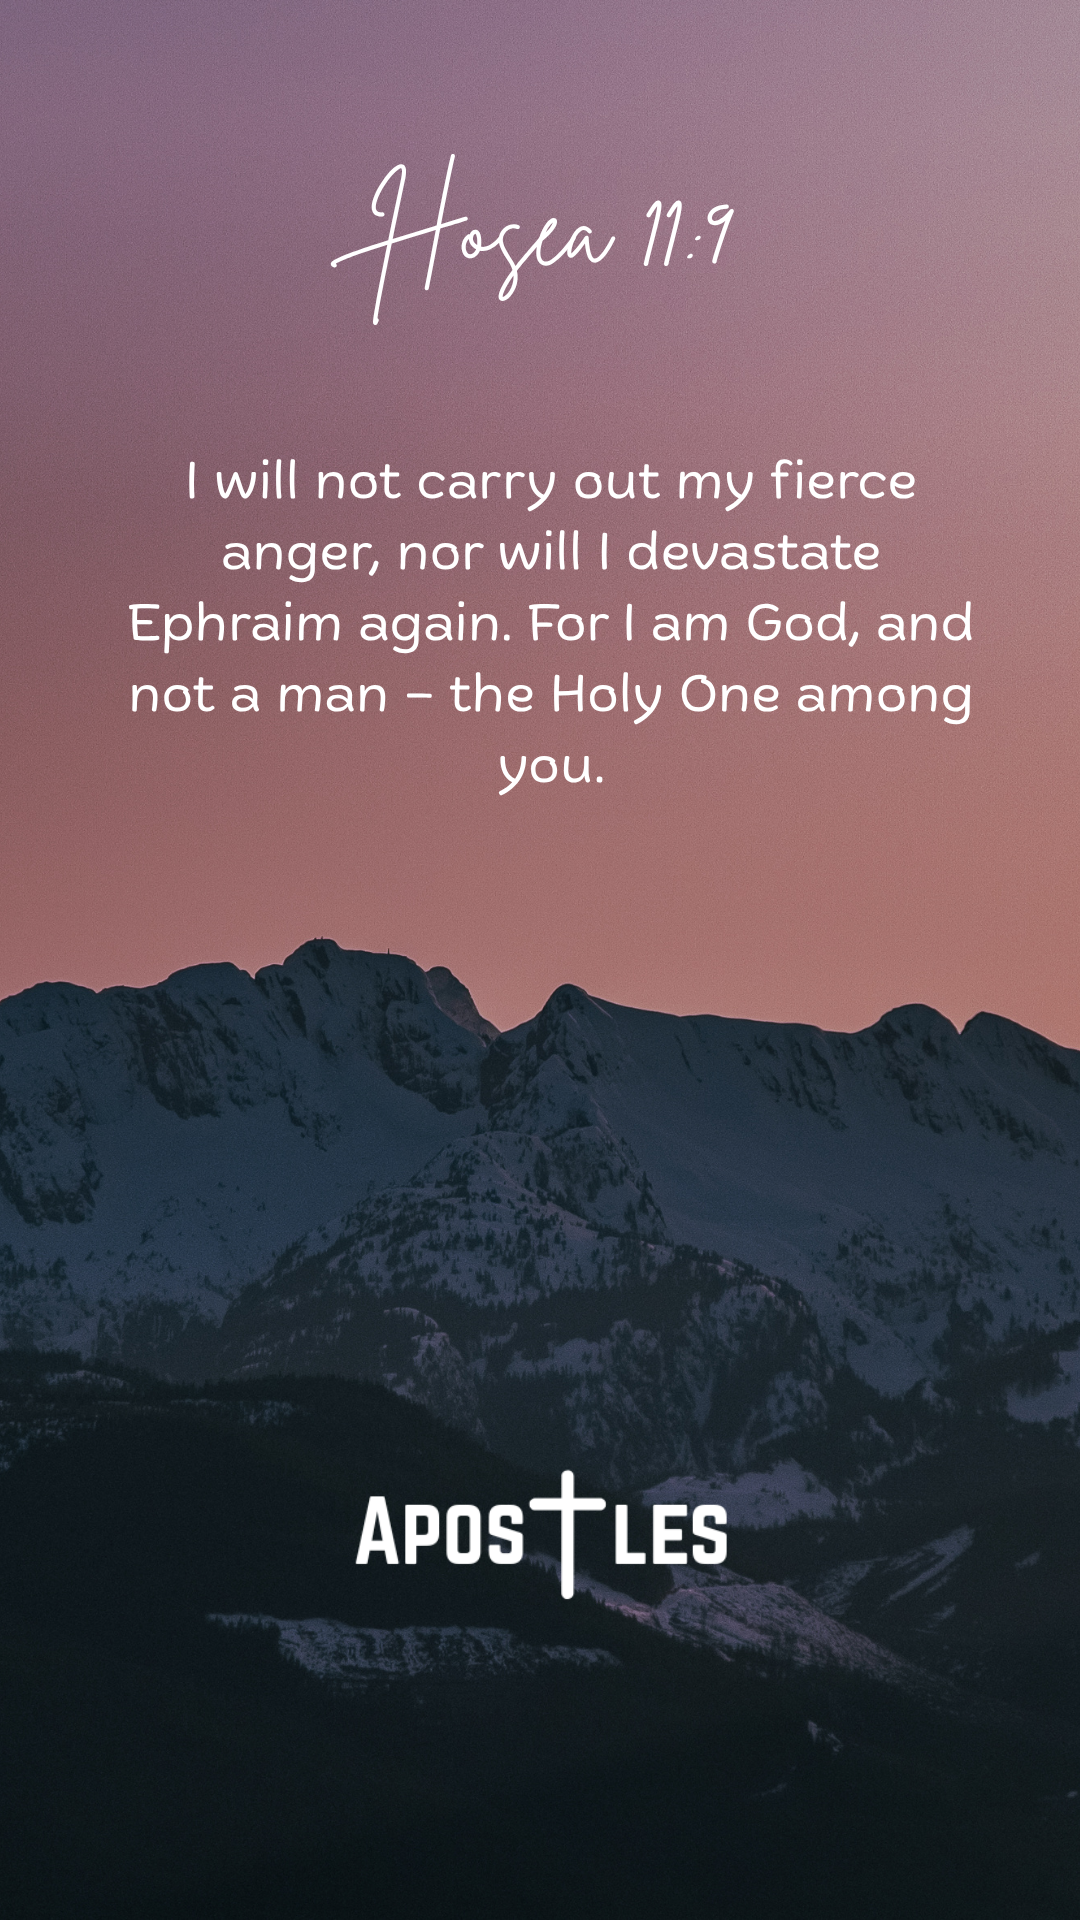 Hosea 11:9
I will not carry out my fierce
anger, nor will I devastate
Ephraim again. For I am God, and
not a man – the Holy One among
you.
APOSTLES